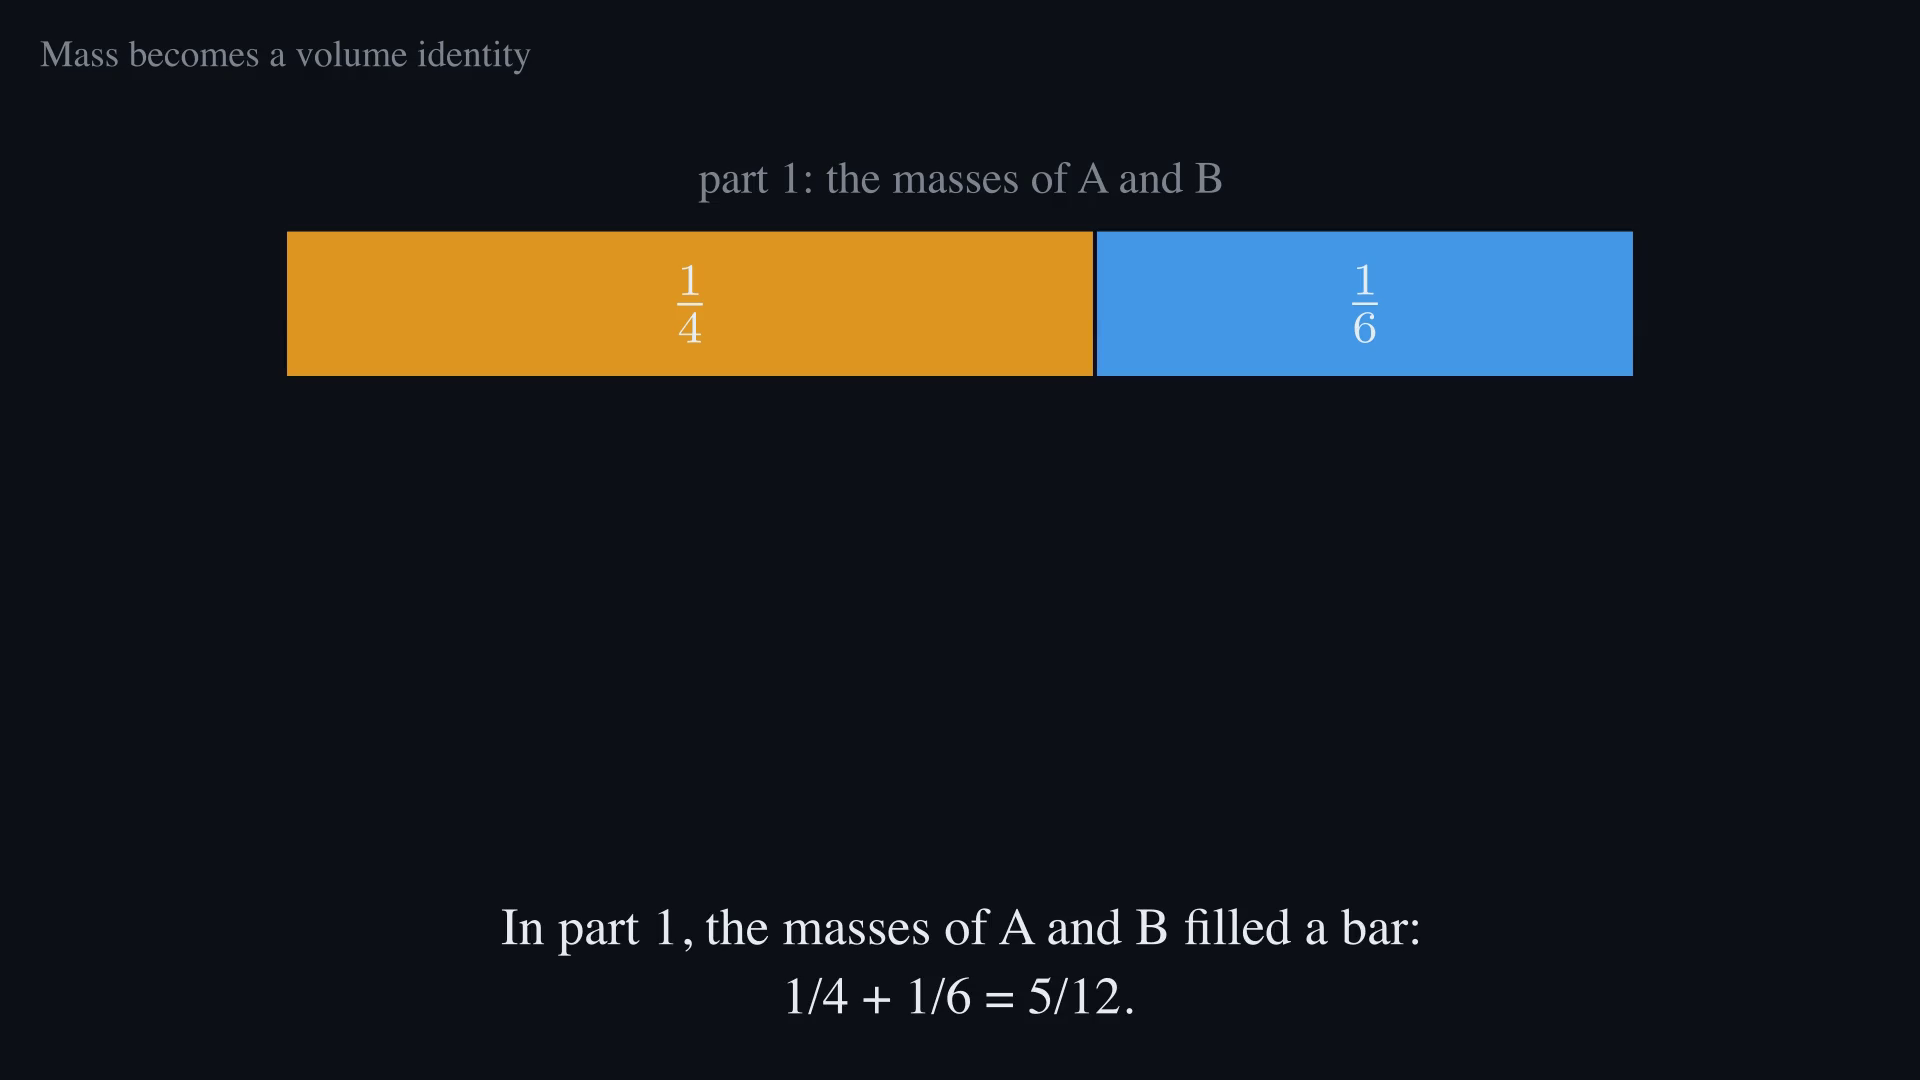 Mass becomes a volume identity
part 1: the masses of A and B
1/4 1/6
In part 1, the masses of A and B filled a bar:
1/4 + 1/6 = 5/12.